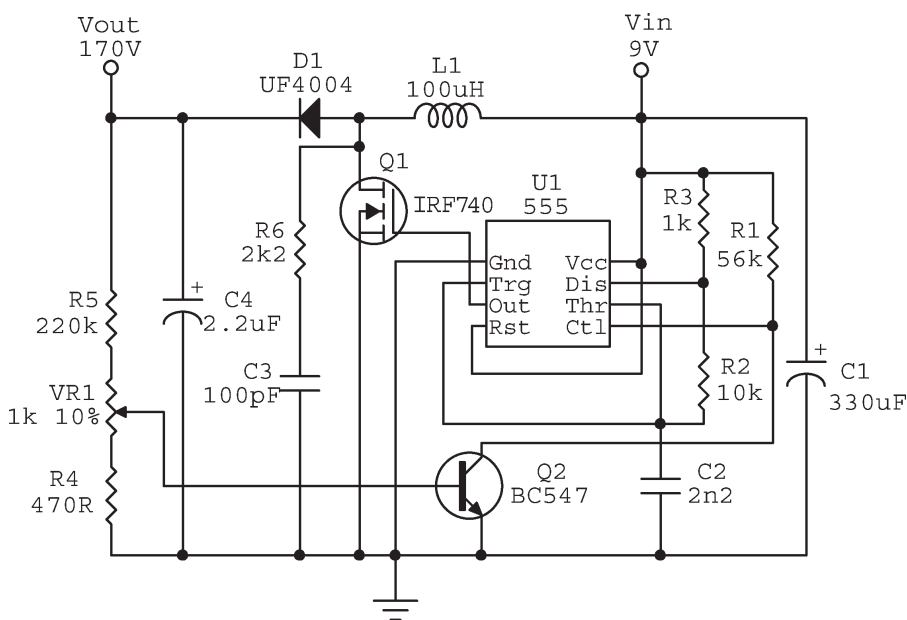 Vout
170V
Vin
9V
D1
UF4004
L1
100uH
Q1
IRF740
U1
555
R3
1k
R1
56k
R6
2k2
Gnd
Vcc
Trg
Dis
Out
Thr
Rst
Ctl
R5
220k
+
C4
2.2uF
C3
100pF
R2
10k
+
C1
330uF
VR1
1k 10%
R4
470R
Q2
BC547
C2
2n2